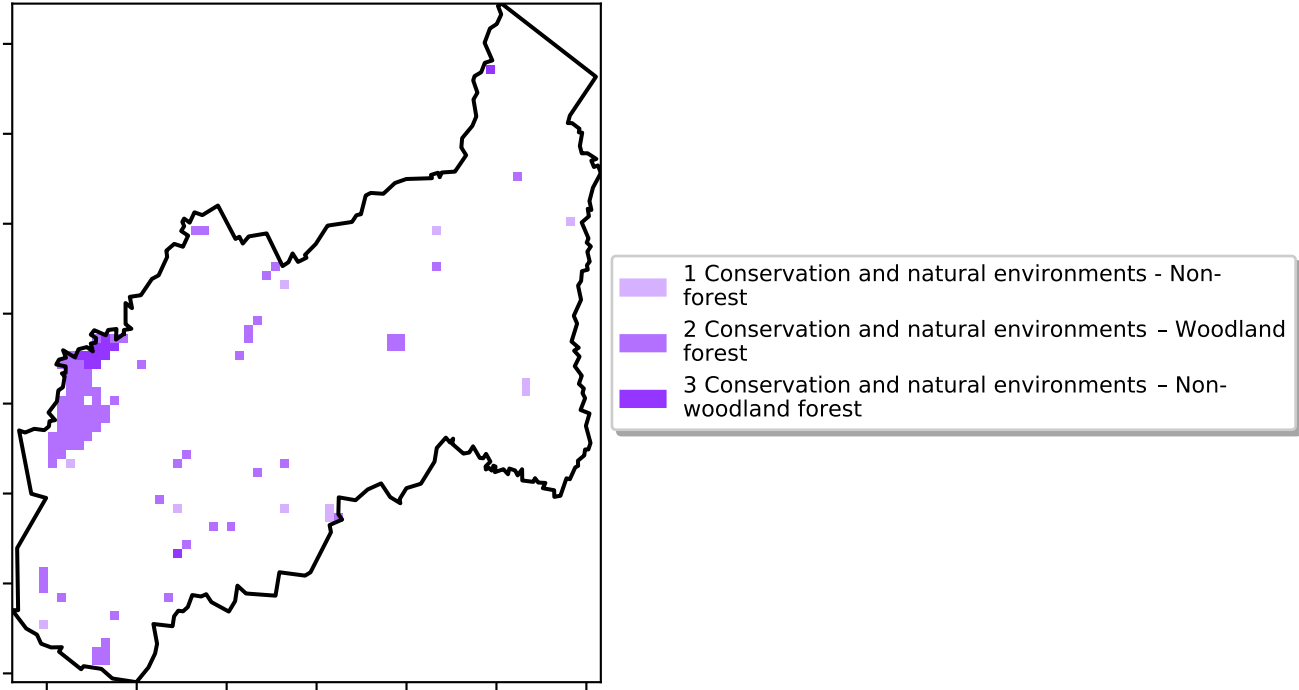 1 Conservation and natural environments - Non-
forest
2 Conservation and natural environments – Woodland
forest
3 Conservation and natural environments – Non-
woodland forest